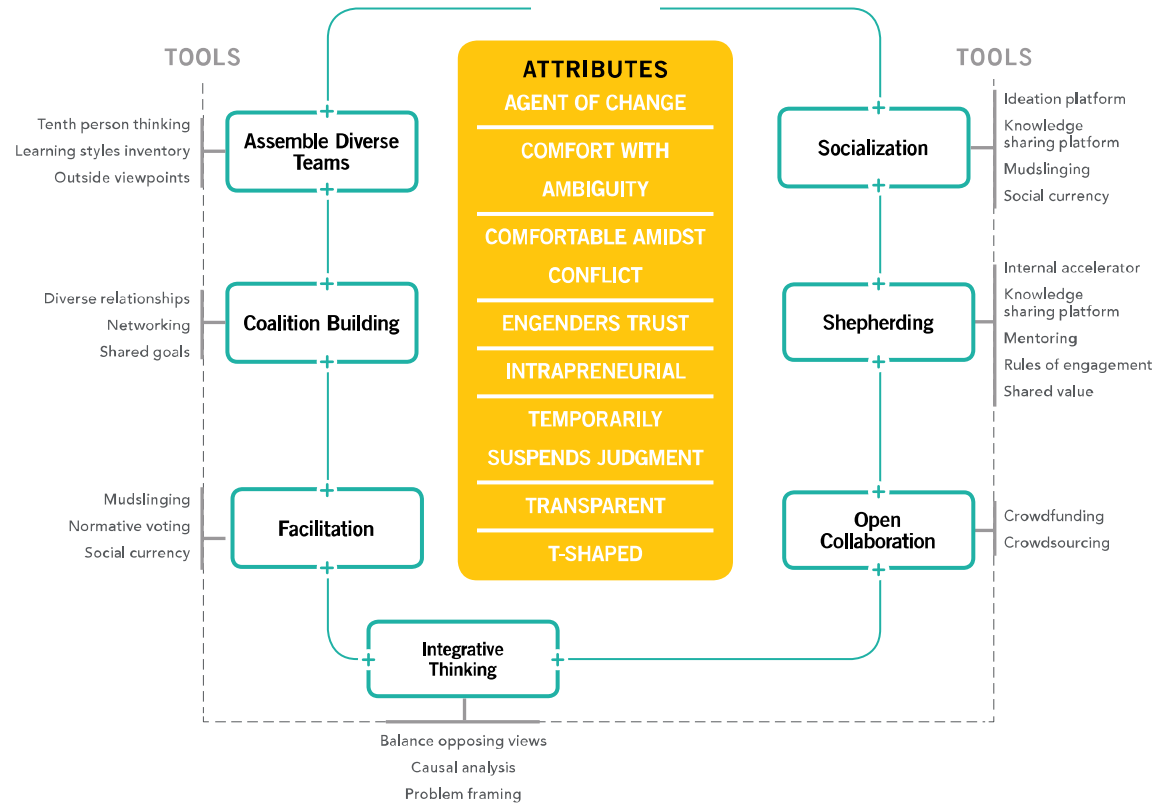 TOOLS
Tenth person thinking
Learning styles inventory
Outside viewpoints
Assemble Diverse
Teams
Diverse relationships
Networking
Shared goals
Coalition Building
Mudslinging
Normative voting
Social currency
Facilitation
ATTRIBUTES
AGENT OF CHANGE
COMFORT WITH
AMBIGUITY
COMFORTABLE AMIDST
CONFLICT
ENGENDERS TRUST
INTRAPRENEURIAL
TEMPORARILY
SUSPENDS JUDGMENT
TRANSPARENT
T-SHAPED
Integrative
Thinking
Balance opposing views
Causal analysis
Problem framing
TOOLS
Socialization
Ideation platform
Knowledge
sharing platform
Mudslinging
Social currency
Shepherding
Internal accelerator
Knowledge
sharing platform
Mentoring
Rules of engagement
Shared value
Open
Collaboration
Crowdfunding
Crowdsourcing